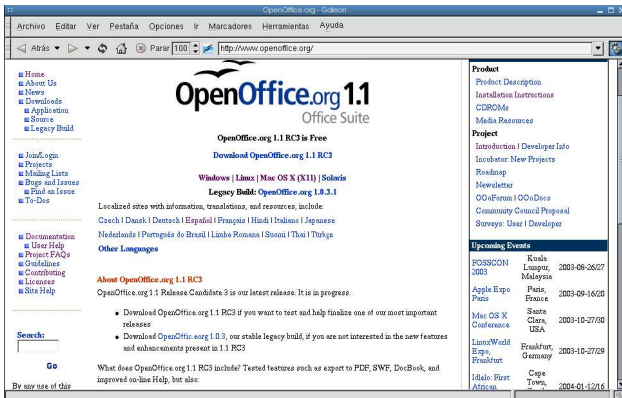 OpenOffice.org - Galeon
Archivo Editar Ver Pestaña Opciones Ir Marcadores Herramientas Ayuda
Atrás Parar 100 http://www.openoffice.org/
Home
About Us
News
Downloads
Application
Source
Legacy Build
Join/Login
Projects
Mailing Lists
Bugs and Issues
Find an Issue
To-Dos
Documentation
User Help
Project FAQs
Guidelines
Contributing
Licenses
Site Help
Search:
Go
By any use of this
OpenOffice.org 1.1
Office Suite
OpenOffice.org 1.1 RC3 is Free
Download OpenOffice.org 1.1 RC3
Windows | Linux | Mac OS X (X11) | Solaris
Legacy Build: OpenOffice.org 1.0.3.1
Localized sites with information, translations, and resources, include:
Czech | Dansk | Deutsch | Español | Français | Hindi | Italiano | Japanese
Nederlands | Português do Brasil | Limba Romana | Suomi | Thai | Türkçe
Other Languages
About OpenOffice.org 1.1 RC3
OpenOffice.org 1.1 Release Candidate 3 is our latest release. It is in progress.
Download OpenOffice.org 1.1 RC3 if you want to test and help finalize one of our most important
releases
Download OpenOffic.eorg 1.0.3, our stable legacy build, if you are not interested in the new features
and enhancements present in 1.1 RC3
What does OpenOffice.org 1.1 RC3 include? Tested features such as export to PDF, SWF, DocBook, and
improved on-line Help, but also:
Product
Product Description
Installation Instructions
CDROMs
Media Resources
Project
Introduction | Developer Info
Incubator: New Projects
Roadmap
Newsletter
OOoForum | OOoDocs
Community Council Proposal
Surveys: User | Developer
Upcoming Events
FOSSCON 2003 Kuala Lumpur, Malaysia 2003-08-26/27
Apple Expo Paris Paris, France 2003-09-16/20
Mac OS X Conference Santa Clara, USA 2003-10-27/30
LinuxWorld Expo, Frankfurt Frankfurt, Germany 2003-10-27/29
Idlelo: First African Cape Town, 2004-01-12/16